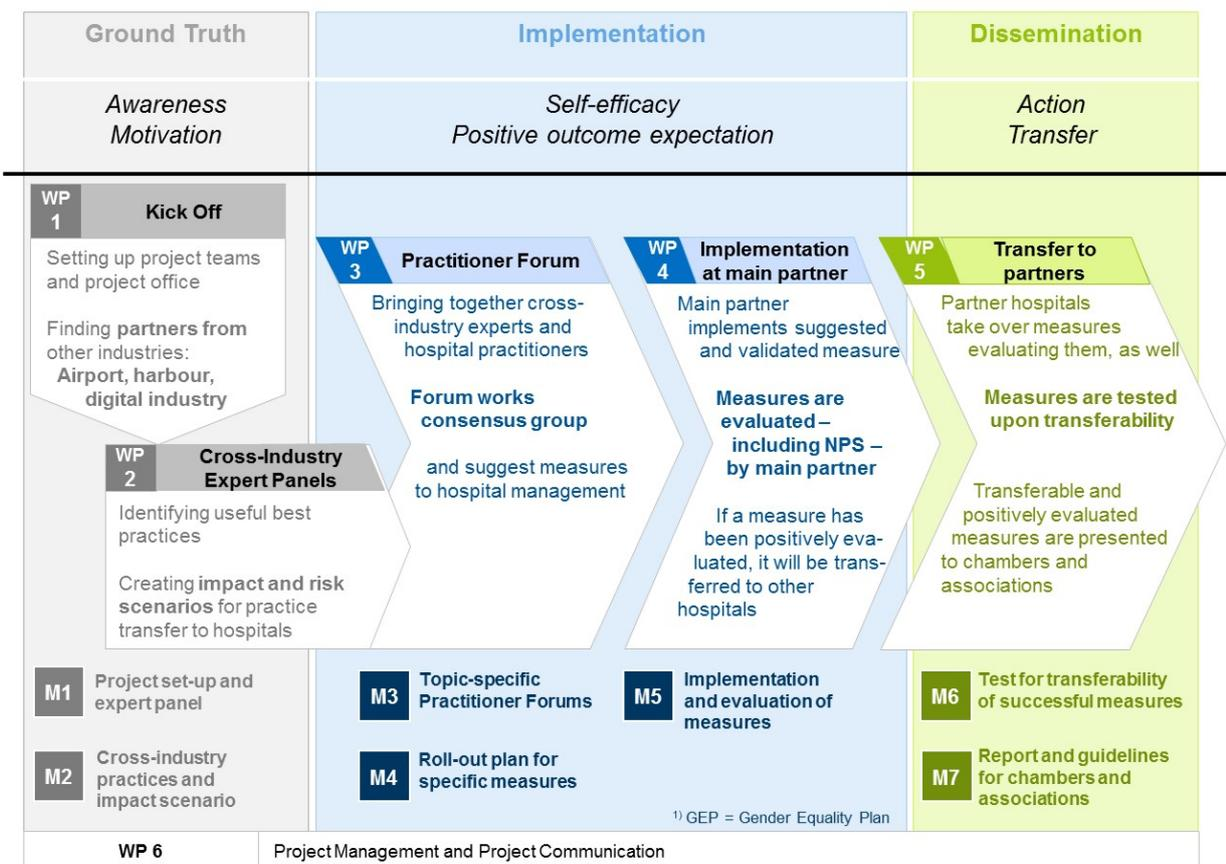 Ground Truth
Implementation
Dissemination
Awareness
Motivation
Self-efficacy
Positive outcome expectation
Action
Transfer
WP
1
Kick Off
Setting up project teams
and project office
Finding partners from
other industries:
Airport, harbour,
digital industry
WP
2
Cross-Industry
Expert Panels
Identifying useful best
practices
Creating impact and risk
scenarios for practice
transfer to hospitals
WP
3
Practitioner Forum
Bringing together cross-
industry experts and
hospital practitioners
Forum works
consensus group
and suggest measures
to hospital management
WP
4
Implementation
at main partner
Main partner
implements suggested
and validated measure
Measures are
evaluated –
including NPS –
by main partner
If a measure has
been positively eva-
luated, it will be trans-
ferred to other
hospitals
WP
5
Transfer to
partners
Partner hospitals
take over measures
evaluating them, as well
Measures are tested
upon transferability
Transferable and
positively evaluated
measures are presented
to chambers and
associations
M1
Project set-up and
expert panel
M2
Cross-industry
practices and
impact scenario
M3
Topic-specific
Practitioner Forums
M4
Roll-out plan for
specific measures
M5
Implementation
and evaluation of
measures
M6
Test for transferability
of successful measures
M7
Report and guidelines
for chambers and
associations
1) GEP = Gender Equality Plan
WP 6
Project Management and Project Communication